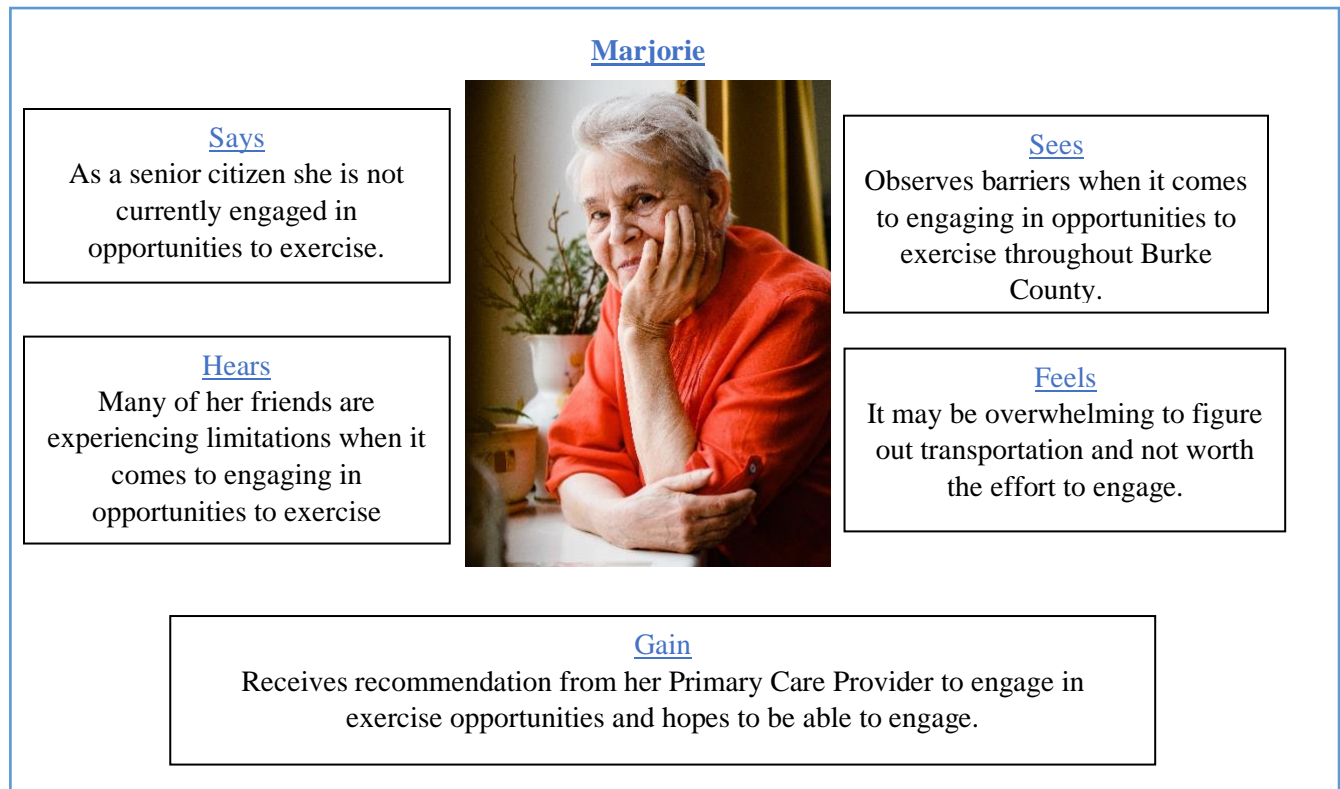 Marjorie
Says
As a senior citizen she is not
currently engaged in
opportunities to exercise.
Sees
Observes barriers when it comes
to engaging in opportunities to
exercise throughout Burke
County.
Hears
Many of her friends are
experiencing limitations when it
comes to engaging in
opportunities to exercise
Feels
It may be overwhelming to figure
out transportation and not worth
the effort to engage.
Gain
Receives recommendation from her Primary Care Provider to engage in
exercise opportunities and hopes to be able to engage.